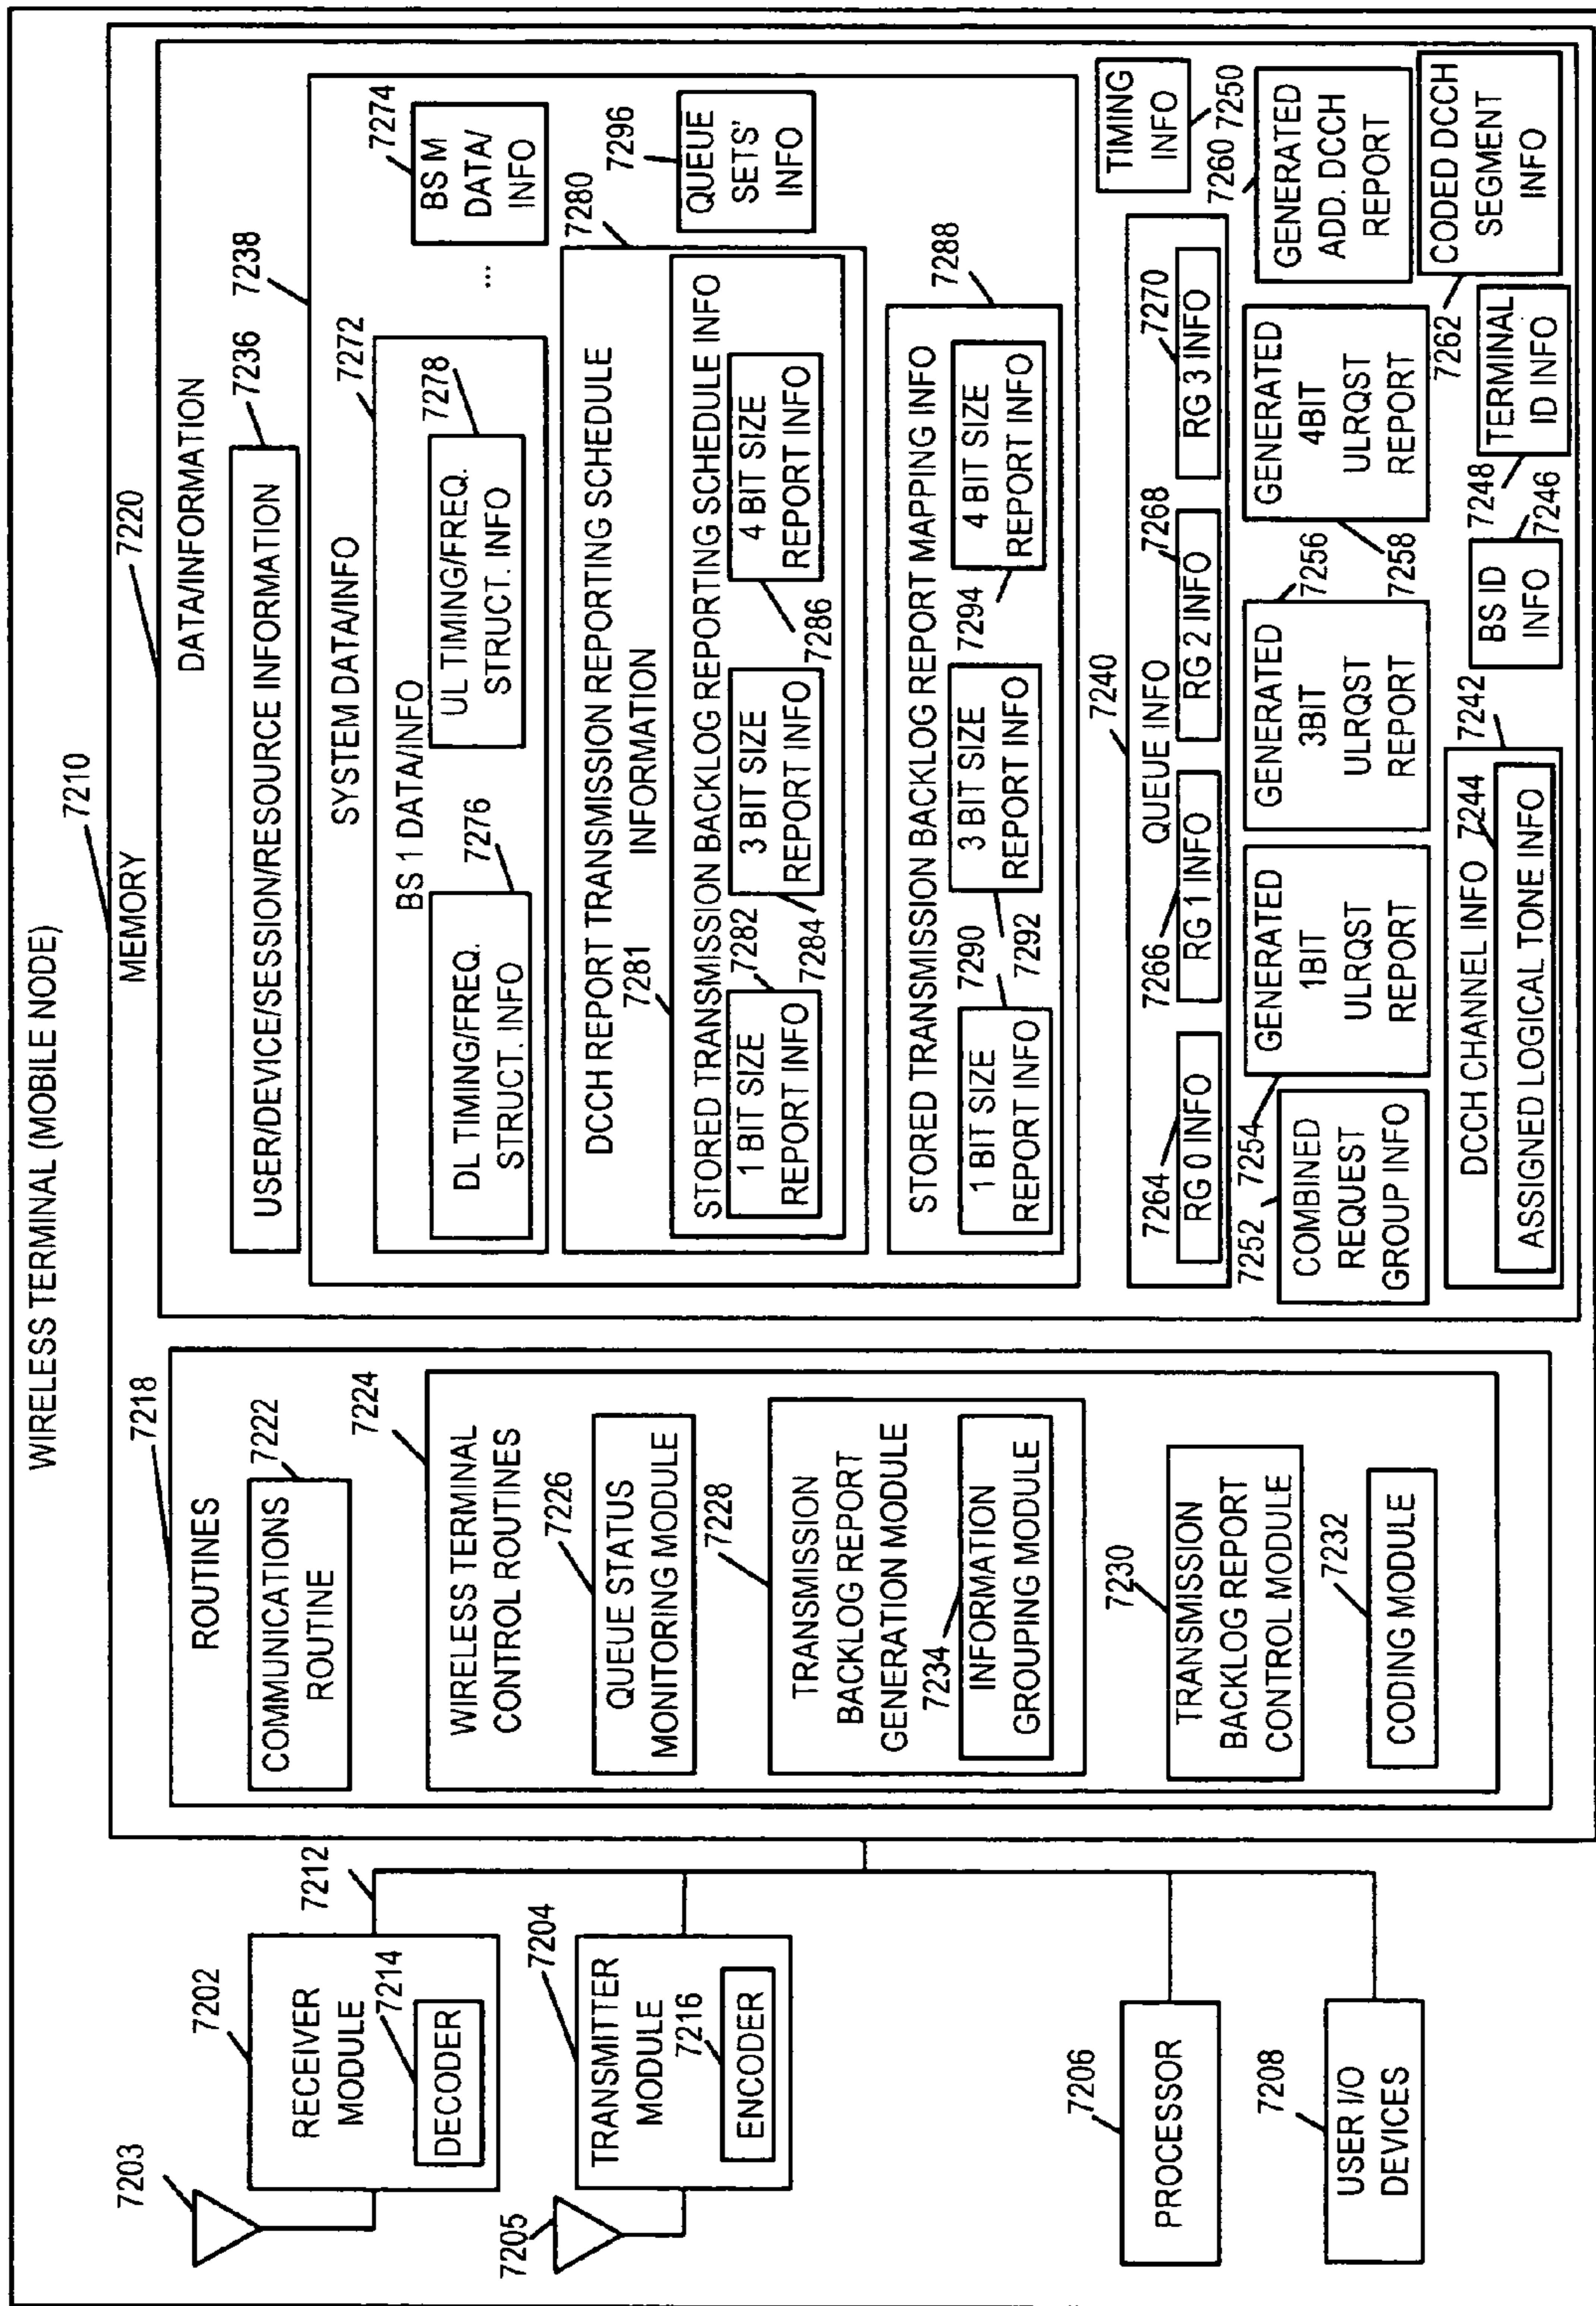 WIRELESS TERMINAL (MOBILE NODE)
7203
7202
RECEIVER
MODULE
7214
DECODER
7212
7205
7204
TRANSMITTER
MODULE
7216
ENCODER
7206
PROCESSOR
7208
USER I/O
DEVICES
7210
MEMORY
7218
ROUTINES
7222
COMMUNICATIONS
ROUTINE
7224
WIRELESS TERMINAL
CONTROL ROUTINES
7226
QUEUE STATUS
MONITORING MODULE
7228
TRANSMISSION
BACKLOG REPORT
GENERATION MODULE
7234
INFORMATION
GROUPING MODULE
7230
TRANSMISSION
BACKLOG REPORT
CONTROL MODULE
7232
CODING MODULE
7220
DATA/INFORMATION
7236
USER/DEVICE/SESSION/RESOURCE INFORMATION
7238
SYSTEM DATA/INFO
7272
BS 1 DATA/INFO
7276
DL TIMING/FREQ.
STRUCT. INFO
7278
UL TIMING/FREQ.
STRUCT. INFO
...
7274
BS M
DATA/
INFO
7280
DCCH REPORT TRANSMISSION REPORTING SCHEDULE
INFORMATION
7281
STORED TRANSMISSION BACKLOG REPORTING SCHEDULE INFO
7282
1 BIT SIZE
REPORT INFO
7284
3 BIT SIZE
REPORT INFO
7286
4 BIT SIZE
REPORT INFO
7296
QUEUE
SETS'
INFO
7288
STORED TRANSMISSION BACKLOG REPORT MAPPING INFO
7290
1 BIT SIZE
REPORT INFO
7292
3 BIT SIZE
REPORT INFO
7294
4 BIT SIZE
REPORT INFO
7240
QUEUE INFO
7264
RG 0 INFO
7266
RG 1 INFO
7268
RG 2 INFO
7270
RG 3 INFO
TIMING
INFO
7250
7252
COMBINED
REQUEST
GROUP INFO
7254
GENERATED
1BIT
ULRQST
REPORT
7256
GENERATED
3BIT
ULRQST
REPORT
7258
GENERATED
4BIT
ULRQST
REPORT
7260
GENERATED
ADD. DCCH
REPORT
7242
DCCH CHANNEL INFO
7244
ASSIGNED LOGICAL TONE INFO
7246
BS ID
INFO
7248
TERMINAL
ID INFO
7262
CODED DCCH
SEGMENT
INFO